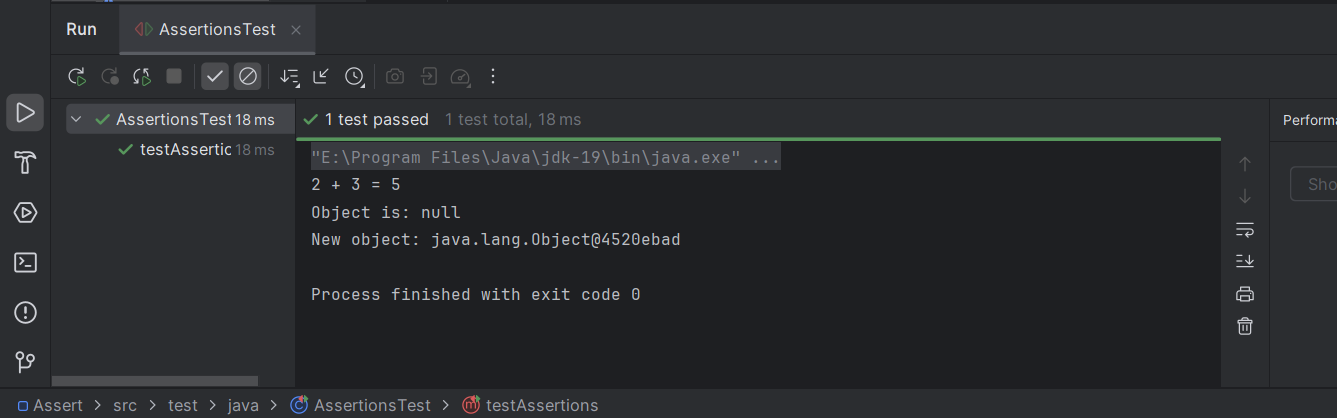 Run AssertionsTest
AssertionsTest 18 ms
testAssertic 18 ms
1 test passed 1 test total, 18 ms
"E:\Program Files\Java\jdk-19\bin\java.exe" ...
2 + 3 = 5
Object is: null
New object: java.lang.Object@4520ebad
Process finished with exit code 0
Performa
Sho
Assert > src > test > java > AssertionsTest > testAssertions